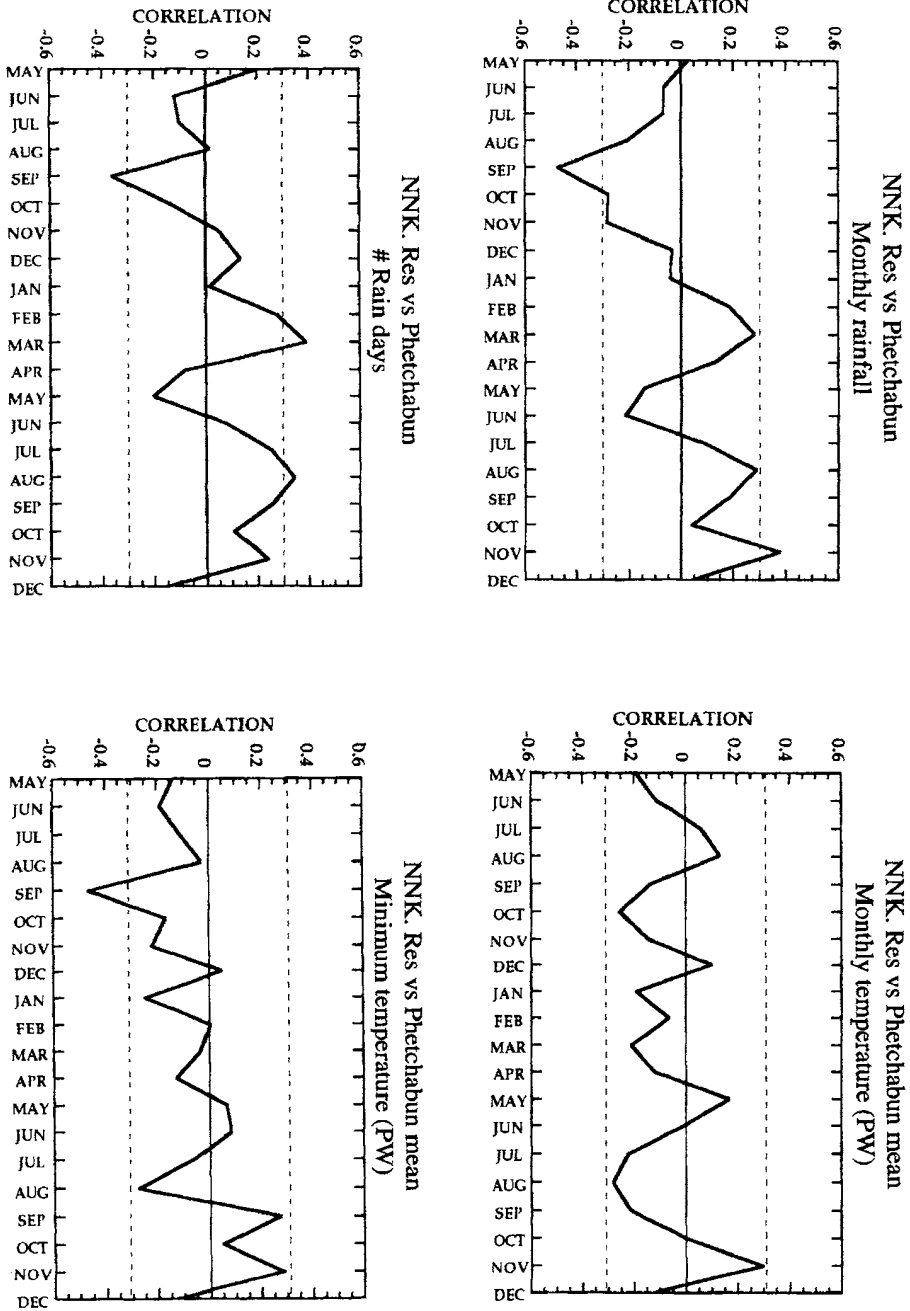 NNK. Res vs Phetchabun
Monthly rainfall
CORRELATION
-0.6
-0.4
-0.2
0
0.2
0.4
0.6
MAY
JUN
JUL
AUG
SEP
OCT
NOV
DEC
JAN
FEB
MAR
APR
MAY
JUN
JUL
AUG
SEP
OCT
NOV
DEC
NNK. Res vs Phetchabun mean
Monthly temperature (PW)
CORRELATION
-0.6
-0.4
-0.2
0
0.2
0.4
0.6
MAY
JUN
JUL
AUG
SEP
OCT
NOV
DEC
JAN
FEB
MAR
APR
MAY
JUN
JUL
AUG
SEP
OCT
NOV
DEC
NNK. Res vs Phetchabun
# Rain days
CORRELATION
-0.6
-0.4
-0.2
0
0.2
0.4
0.6
MAY
JUN
JUL
AUG
SEP
OCT
NOV
DEC
JAN
FEB
MAR
APR
MAY
JUN
JUL
AUG
SEP
OCT
NOV
DEC
NNK. Res vs Phetchabun mean
Minimum temperature (PW)
CORRELATION
-0.6
-0.4
-0.2
0
0.2
0.4
0.6
MAY
JUN
JUL
AUG
SEP
OCT
NOV
DEC
JAN
FEB
MAR
APR
MAY
JUN
JUL
AUG
SEP
OCT
NOV
DEC